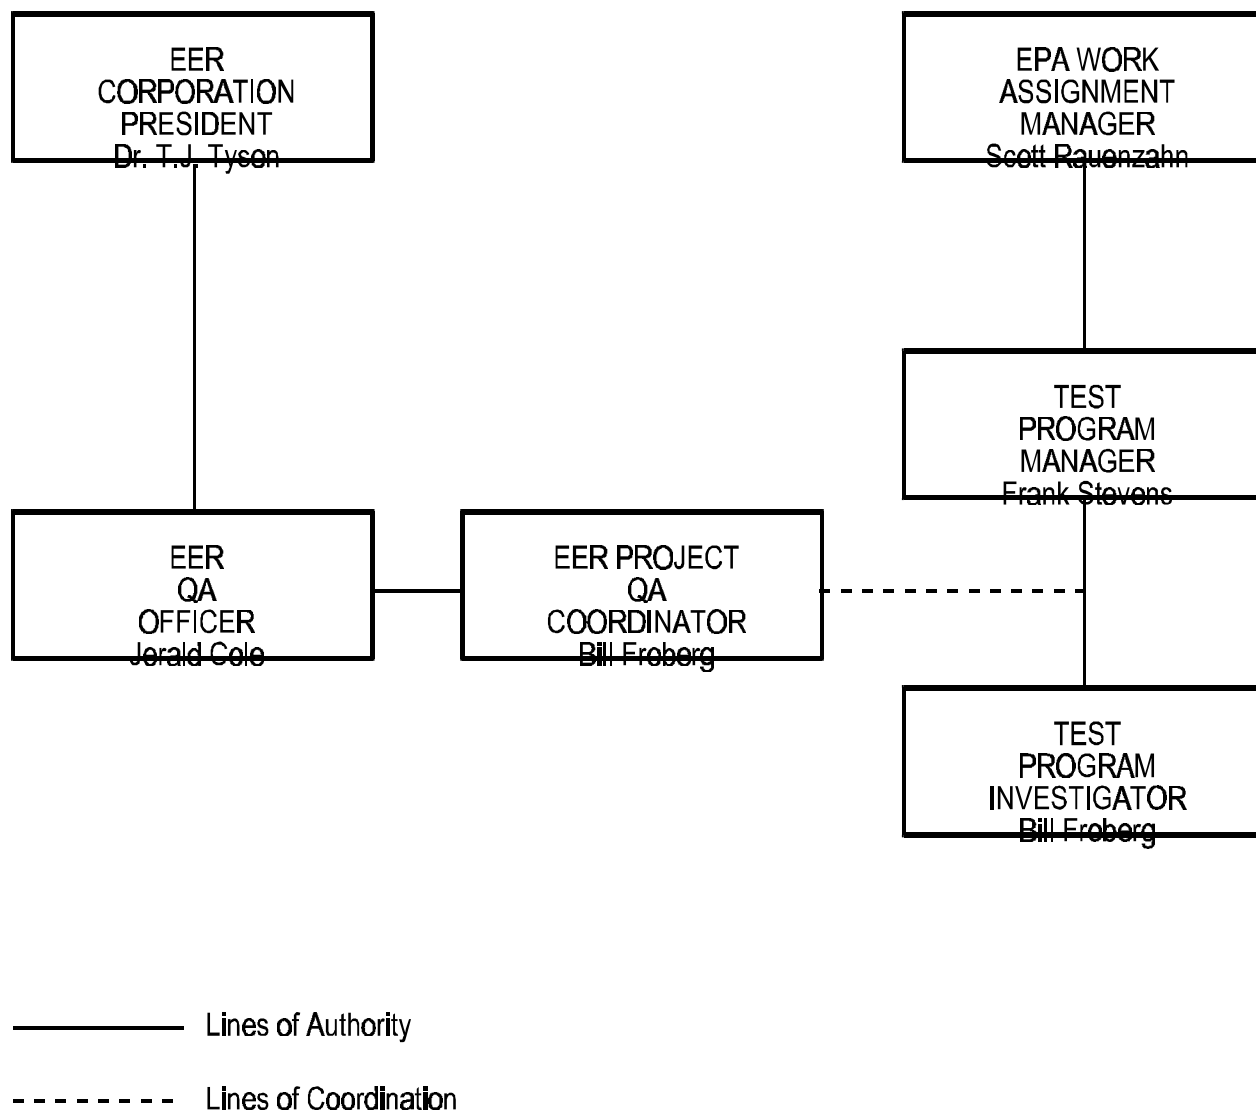 EER
CORPORATION
PRESIDENT
Dr. T.J. Tyson
EPA WORK
ASSIGNMENT
MANAGER
Scott Rauenzahn
TEST
PROGRAM
MANAGER
Frank Stevens
EER
QA
OFFICER
Jerald Cole
EER PROJECT
QA
COORDINATOR
Bill Froberg
TEST
PROGRAM
INVESTIGATOR
Bill Froberg
Lines of Authority
Lines of Coordination